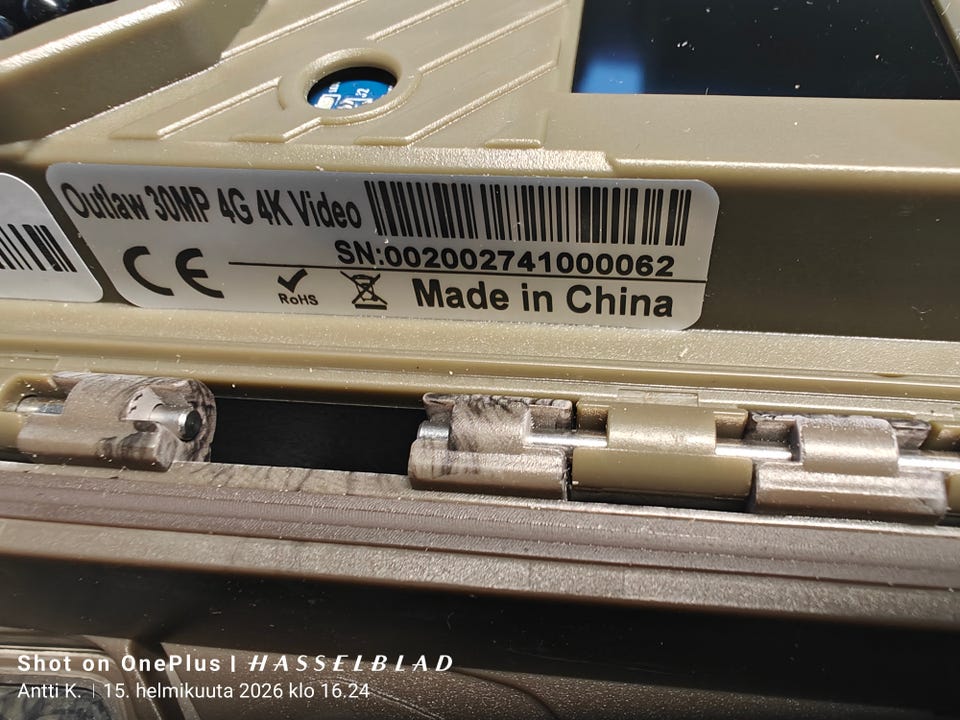 Outlaw 30MP 4G 4K Video
SN:002002741000062
CE
RoHS
Made in China
Shot on OnePlus | HASSELBLAD
Antti K. | 15. helmikuuta 2026 klo 16.24